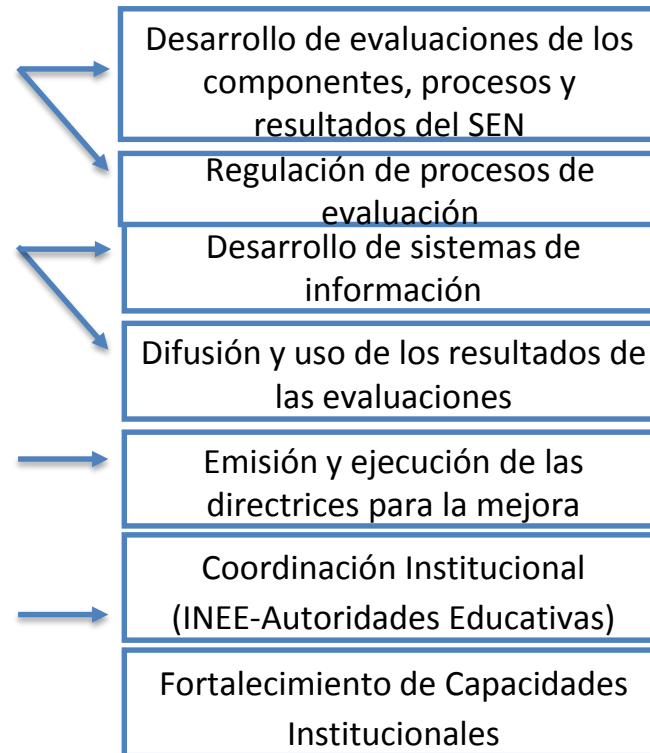 Desarrollo de evaluaciones de los
componentes, procesos y
resultados del SEN
Regulación de procesos de
evaluación
Desarrollo de sistemas de
información
Difusión y uso de los resultados de
las evaluaciones
Emisión y ejecución de las
directrices para la mejora
Coordinación Institucional
(INEE-Autoridades Educativas)
Fortalecimiento de Capacidades
Institucionales